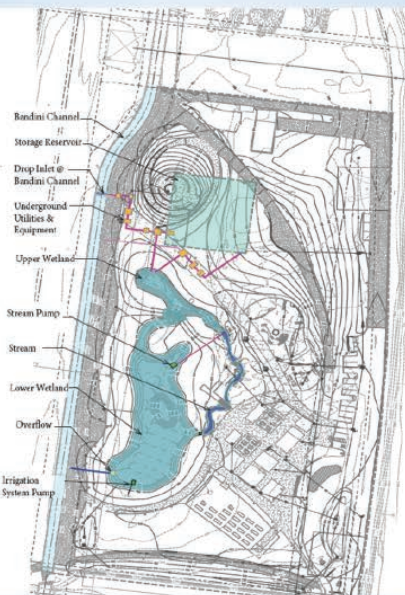 Bandini Channel
Storage Reservoir
Drop Inlet @
Bandini Channel
Underground
Utilities &
Equipment
Upper Wetland
Stream Pump
Stream
Lower Wetland
Overflow
Irrigation
System Pump